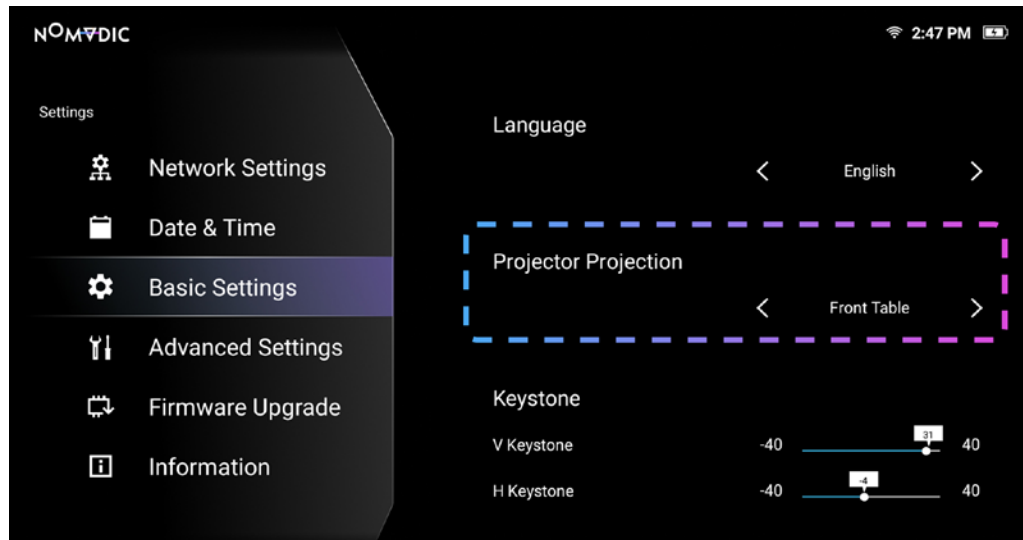 NOMADIC
2:47 PM
Settings
Network Settings
Date & Time
Basic Settings
Advanced Settings
Firmware Upgrade
Information
Language
English
Projector Projection
Front Table
Keystone
V Keystone -40 31 40
H Keystone -40 -4 40